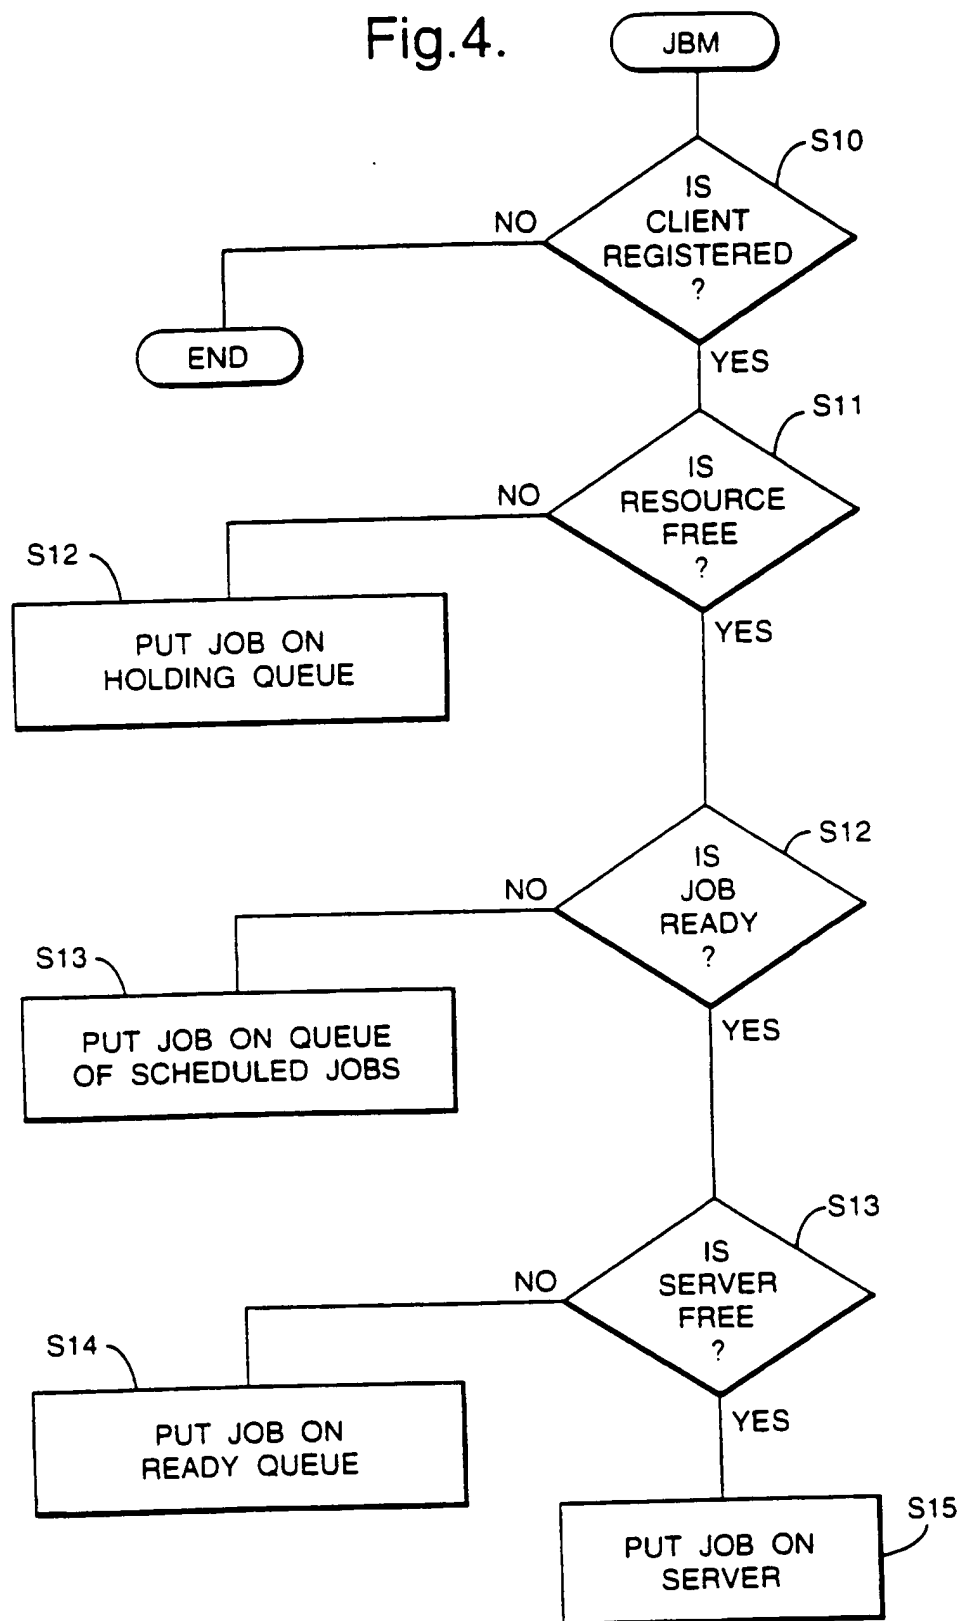 Fig.4.
JBM
S10
IS
CLIENT
REGISTERED
?
NO
YES
END
S11
IS
RESOURCE
FREE
?
NO
YES
S12
PUT JOB ON
HOLDING QUEUE
S12
IS
JOB
READY
?
NO
YES
S13
PUT JOB ON QUEUE
OF SCHEDULED JOBS
S13
IS
SERVER
FREE
?
NO
YES
S14
PUT JOB ON
READY QUEUE
S15
PUT JOB ON
SERVER